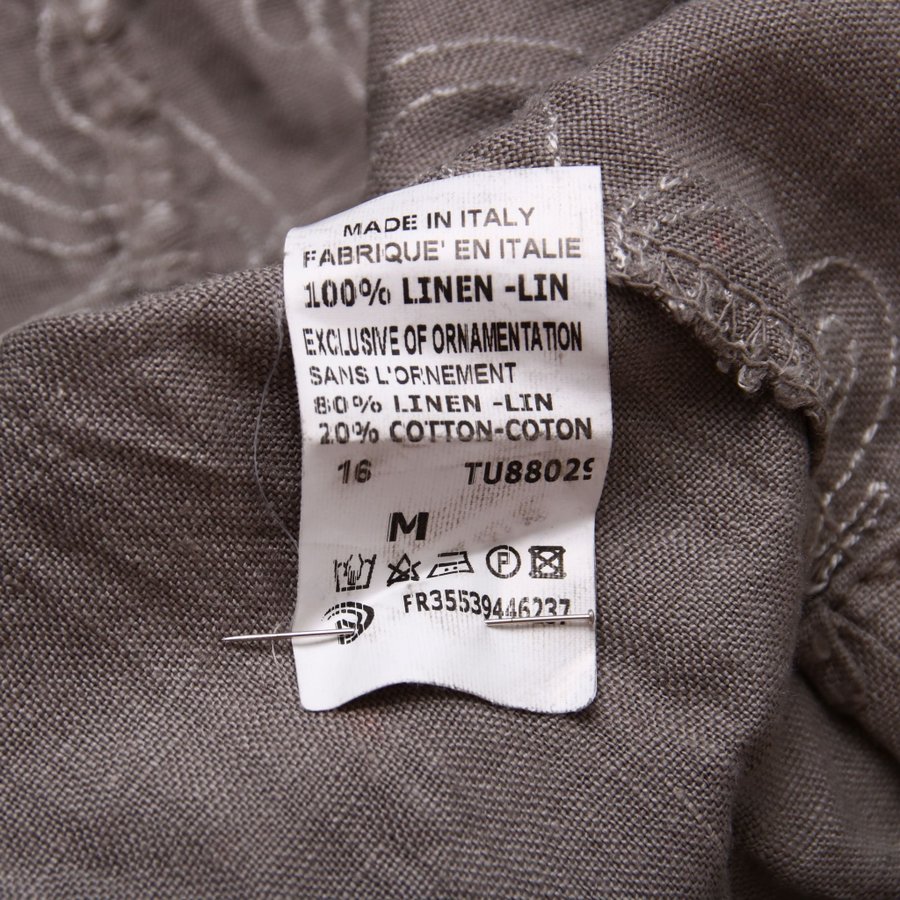 MADE IN ITALY
FABRIQUE' EN ITALIE
100% LINEN -LIN
EXCLUSIVE OF ORNAMENTATION
SANS L'ORNEMENT
80% LINEN -LIN
20% COTTON-COTON
16 TU88029
M
P
FR35539446237